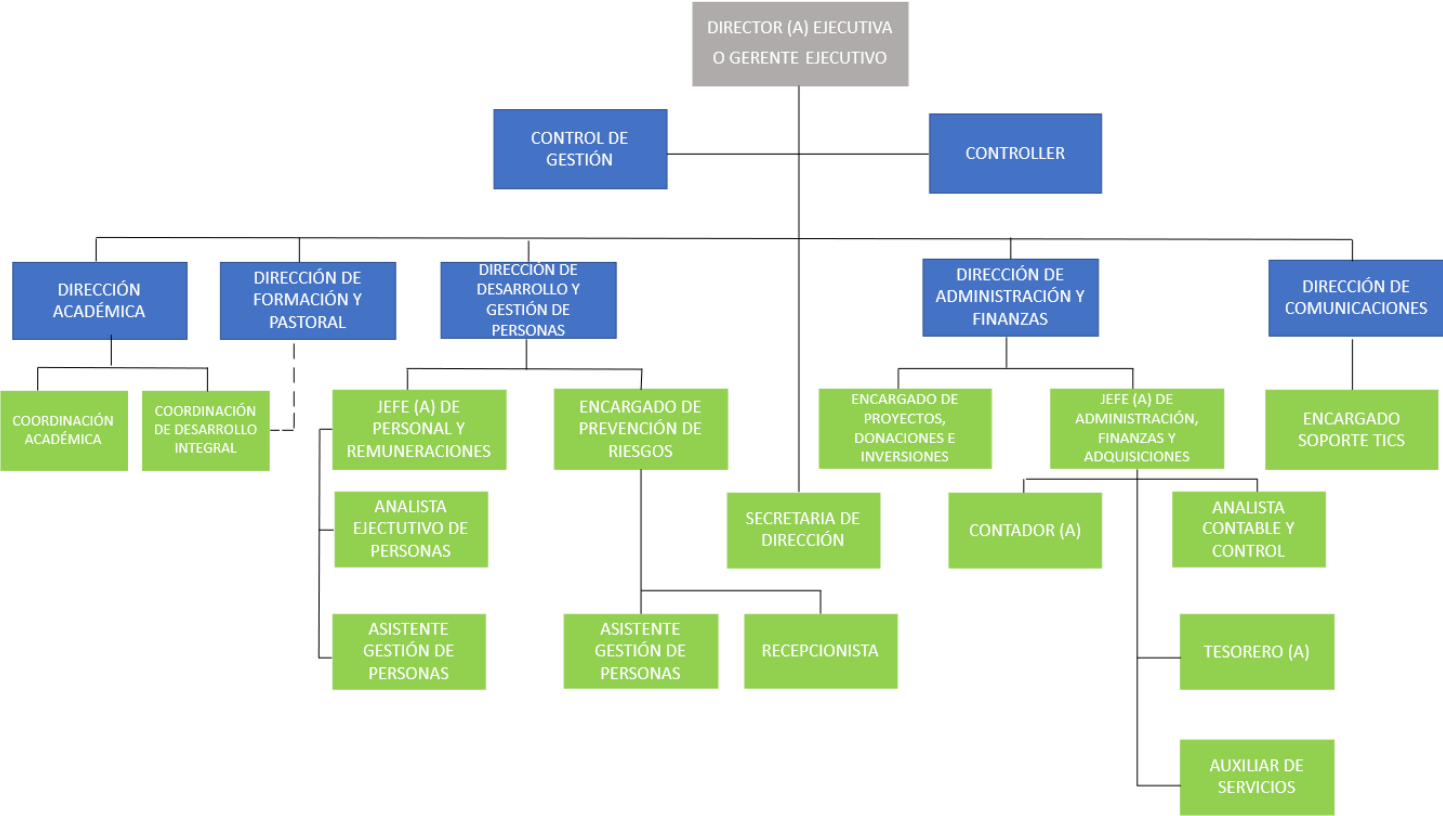 DIRECTOR (A) EJECUTIVA
O GERENTE EJECUTIVO
CONTROL DE
GESTIÓN
CONTROLLER
DIRECCIÓN
ACADÉMICA
DIRECCIÓN DE
FORMACIÓN Y
PASTORAL
DIRECCIÓN DE
DESARROLLO Y
GESTIÓN DE
PERSONAS
DIRECCIÓN DE
ADMINISTRACIÓN Y
FINANZAS
DIRECCIÓN DE
COMUNICACIONES
COORDINACIÓN
ACADÉMICA
COORDINACIÓN
DE DESARROLLO
INTEGRAL
JEFE (A) DE
PERSONAL Y
REMUNERACIONES
ENCARGADO DE
PREVENCIÓN DE
RIESGOS
ENCARGADO DE
PROYECTOS,
DONACIONES E
INVERSIONES
JEFE (A) DE
ADMINISTRACIÓN,
FINANZAS Y
ADQUISICIONES
ENCARGADO
SOPORTE TICS
ANALISTA
EJECTUTIVO DE
PERSONAS
SECRETARIA DE
DIRECCIÓN
CONTADOR (A)
ANALISTA
CONTABLE Y
CONTROL
ASISTENTE
GESTIÓN DE
PERSONAS
ASISTENTE
GESTIÓN DE
PERSONAS
RECEPCIONISTA
TESORERO (A)
AUXILIAR DE
SERVICIOS